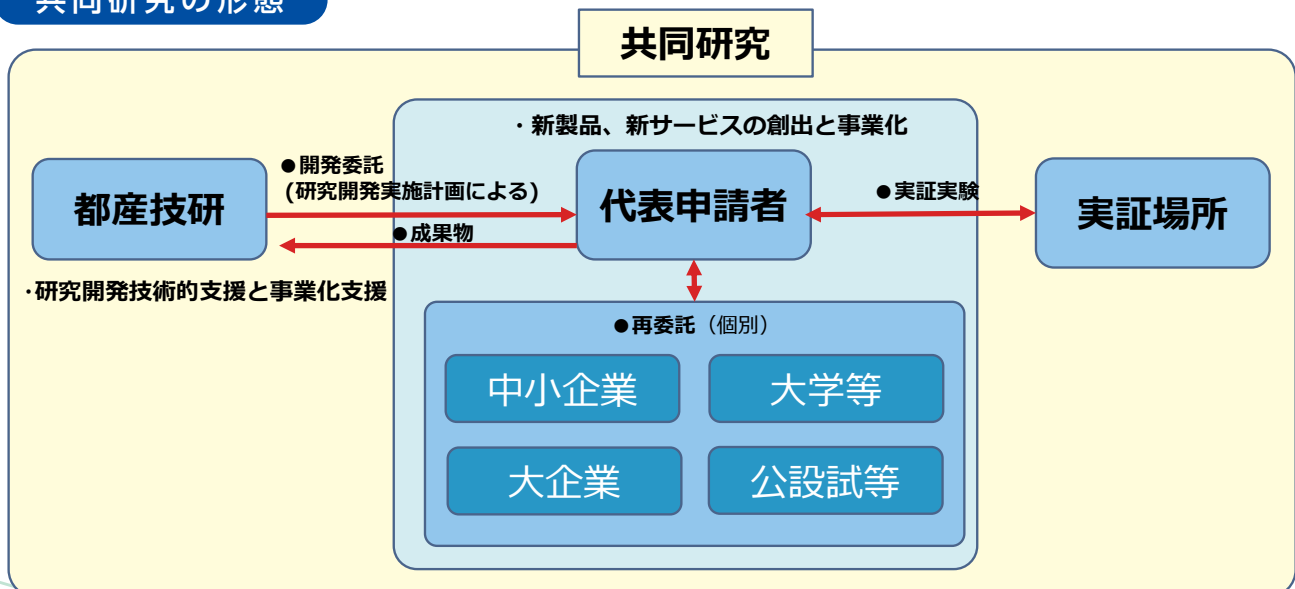 共同研究の形態
共同研究
・新製品、新サービスの創出と事業化
●開発委託
(研究開発実施計画による)
都産技研
代表申請者
●実証実験
実証場所
●成果物
・研究開発技術的支援と事業化支援
●再委託（個別）
中小企業
大学等
大企業
公設試等